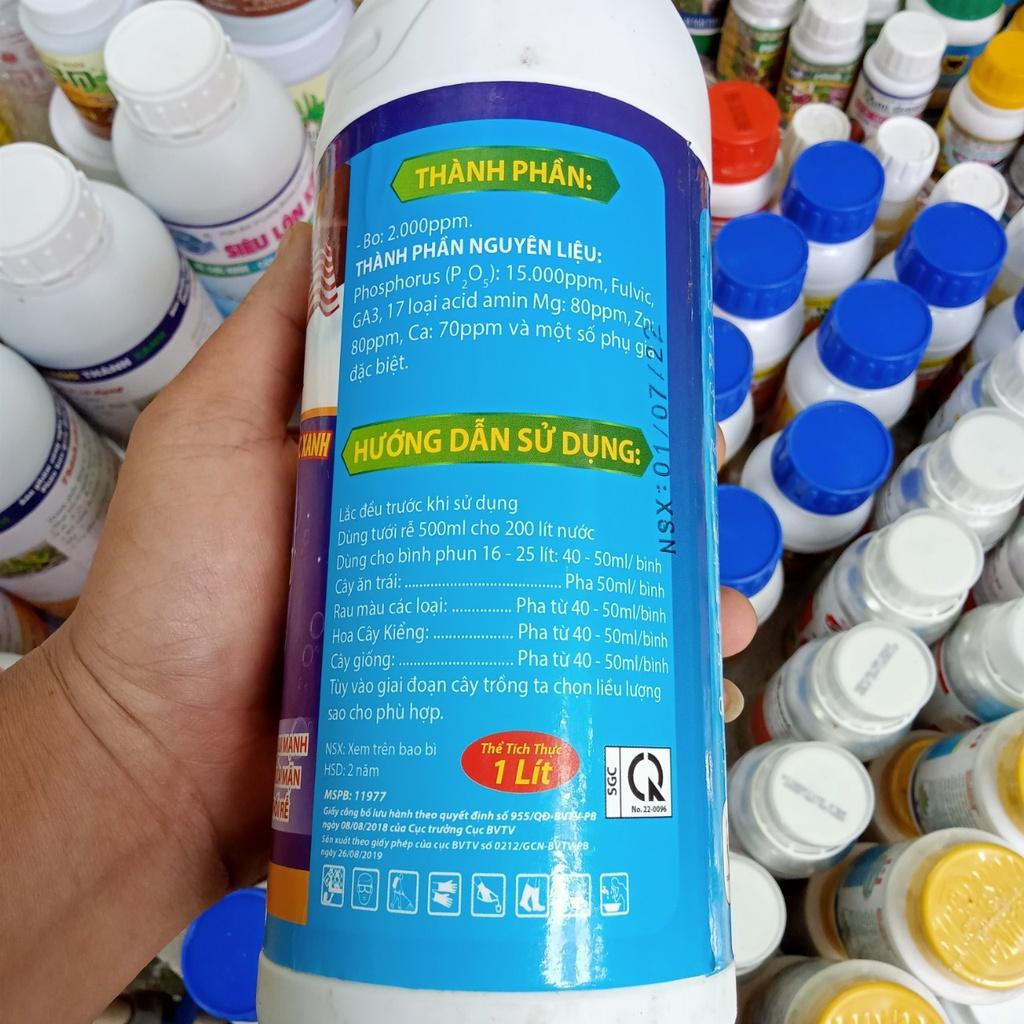 THÀNH PHẦN:
- Bo: 2.000ppm.
THÀNH PHẦN NGUYÊN LIỆU:
Phosphorus (P2O5): 15.000ppm, Fulvic,
GA3, 17 loại acid amin Mg: 80ppm, Zn:
80ppm, Ca: 70ppm và một số phụ gia
đặc biệt.
HƯỚNG DẪN SỬ DỤNG:
NSX:01/07/22
Lắc đều trước khi sử dụng
Dùng tưới rễ 500ml cho 200 lít nước
Dùng cho bình phun 16 - 25 lít: 40 - 50ml/ bình
Cây ăn trái: ...................................... Pha 50ml/ bình
Rau màu các loại: ............... Pha từ 40 - 50ml/bình
Hoa Cây Kiểng: .................... Pha từ 40 - 50ml/bình
Cây giống: ............................ Pha từ 40 - 50ml/bình
Tùy vào giai đoạn cây trồng ta chọn liều lượng
sao cho phù hợp.
NSX: Xem trên bao bì
HSD: 2 năm
Thể Tích Thực
1 Lít
SGC
No. 22-0096
MSPB: 11977
Giấy công bố lưu hành theo quyết định số 955/QĐ-BVTV-PB
ngày 08/08/2018 của Cục trưởng Cục BVTV
Sản xuất theo giấy phép của cục BVTV số 0212/GCN-BVTV-PB
ngày 26/08/2019
XANH
MẠNH
MẶN
RỄ
SIÊU LÂN
THÀNH XANH